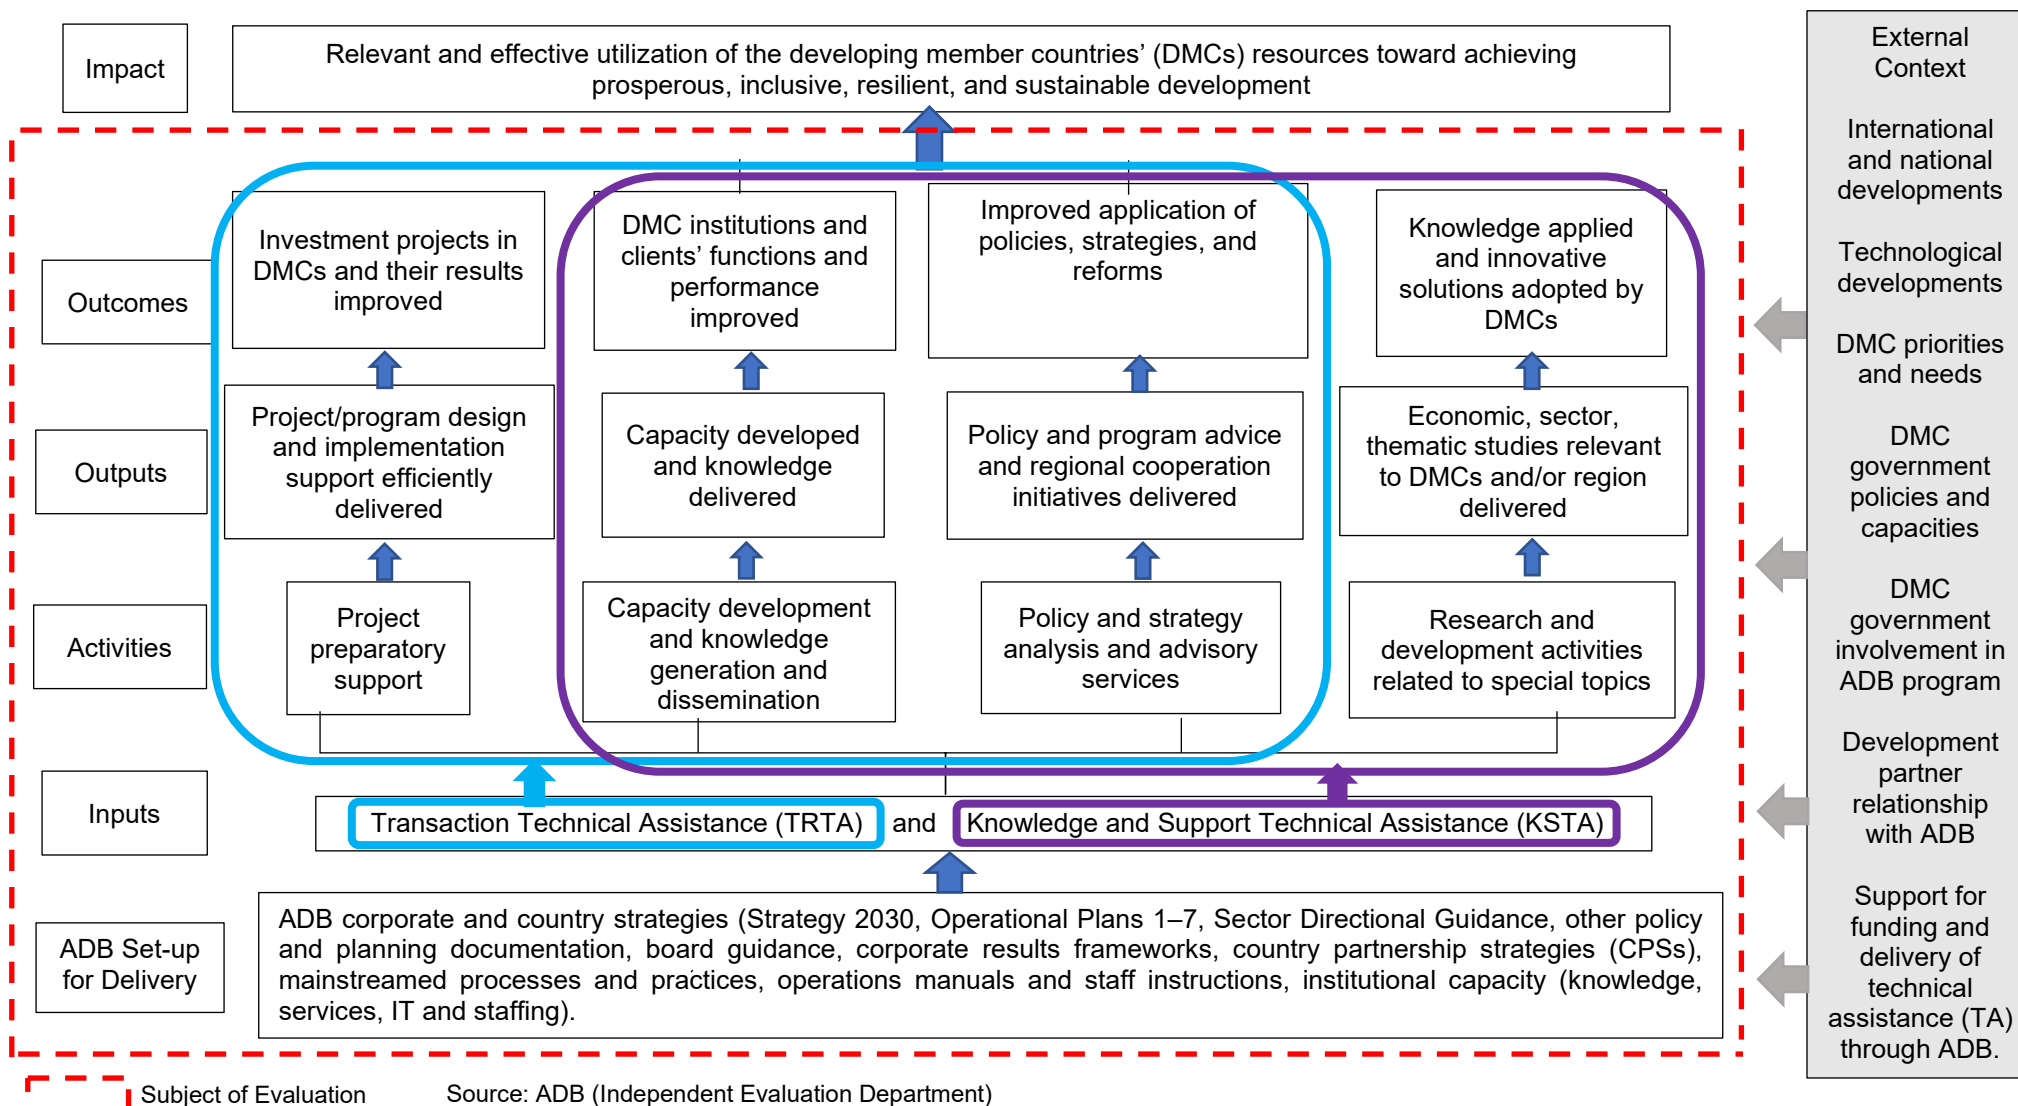 Impact
Relevant and effective utilization of the developing member countries’ (DMCs) resources toward achieving
prosperous, inclusive, resilient, and sustainable development
Outcomes
Investment projects in
DMCs and their results
improved
DMC institutions and
clients’ functions and
performance
improved
Improved application of
policies, strategies, and
reforms
Knowledge applied
and innovative
solutions adopted by
DMCs
Outputs
Project/program design
and implementation
support efficiently
delivered
Capacity developed
and knowledge
delivered
Policy and program advice
and regional cooperation
initiatives delivered
Economic, sector,
thematic studies relevant
to DMCs and/or region
delivered
Activities
Project
preparatory
support
Capacity development
and knowledge
generation and
dissemination
Policy and strategy
analysis and advisory
services
Research and
development activities
related to special topics
Inputs
Transaction Technical Assistance (TRTA) and Knowledge and Support Technical Assistance (KSTA)
ADB Set-up
for Delivery
ADB corporate and country strategies (Strategy 2030, Operational Plans 1–7, Sector Directional Guidance, other policy
and planning documentation, board guidance, corporate results frameworks, country partnership strategies (CPSs),
mainstreamed processes and practices, operations manuals and staff instructions, institutional capacity (knowledge,
services, IT and staffing).
External
Context
International
and national
developments
Technological
developments
DMC priorities
and needs
DMC
government
policies and
capacities
DMC
government
involvement in
ADB program
Development
partner
relationship
with ADB
Support for
funding and
delivery of
technical
assistance (TA)
through ADB.
Subject of Evaluation
Source: ADB (Independent Evaluation Department)